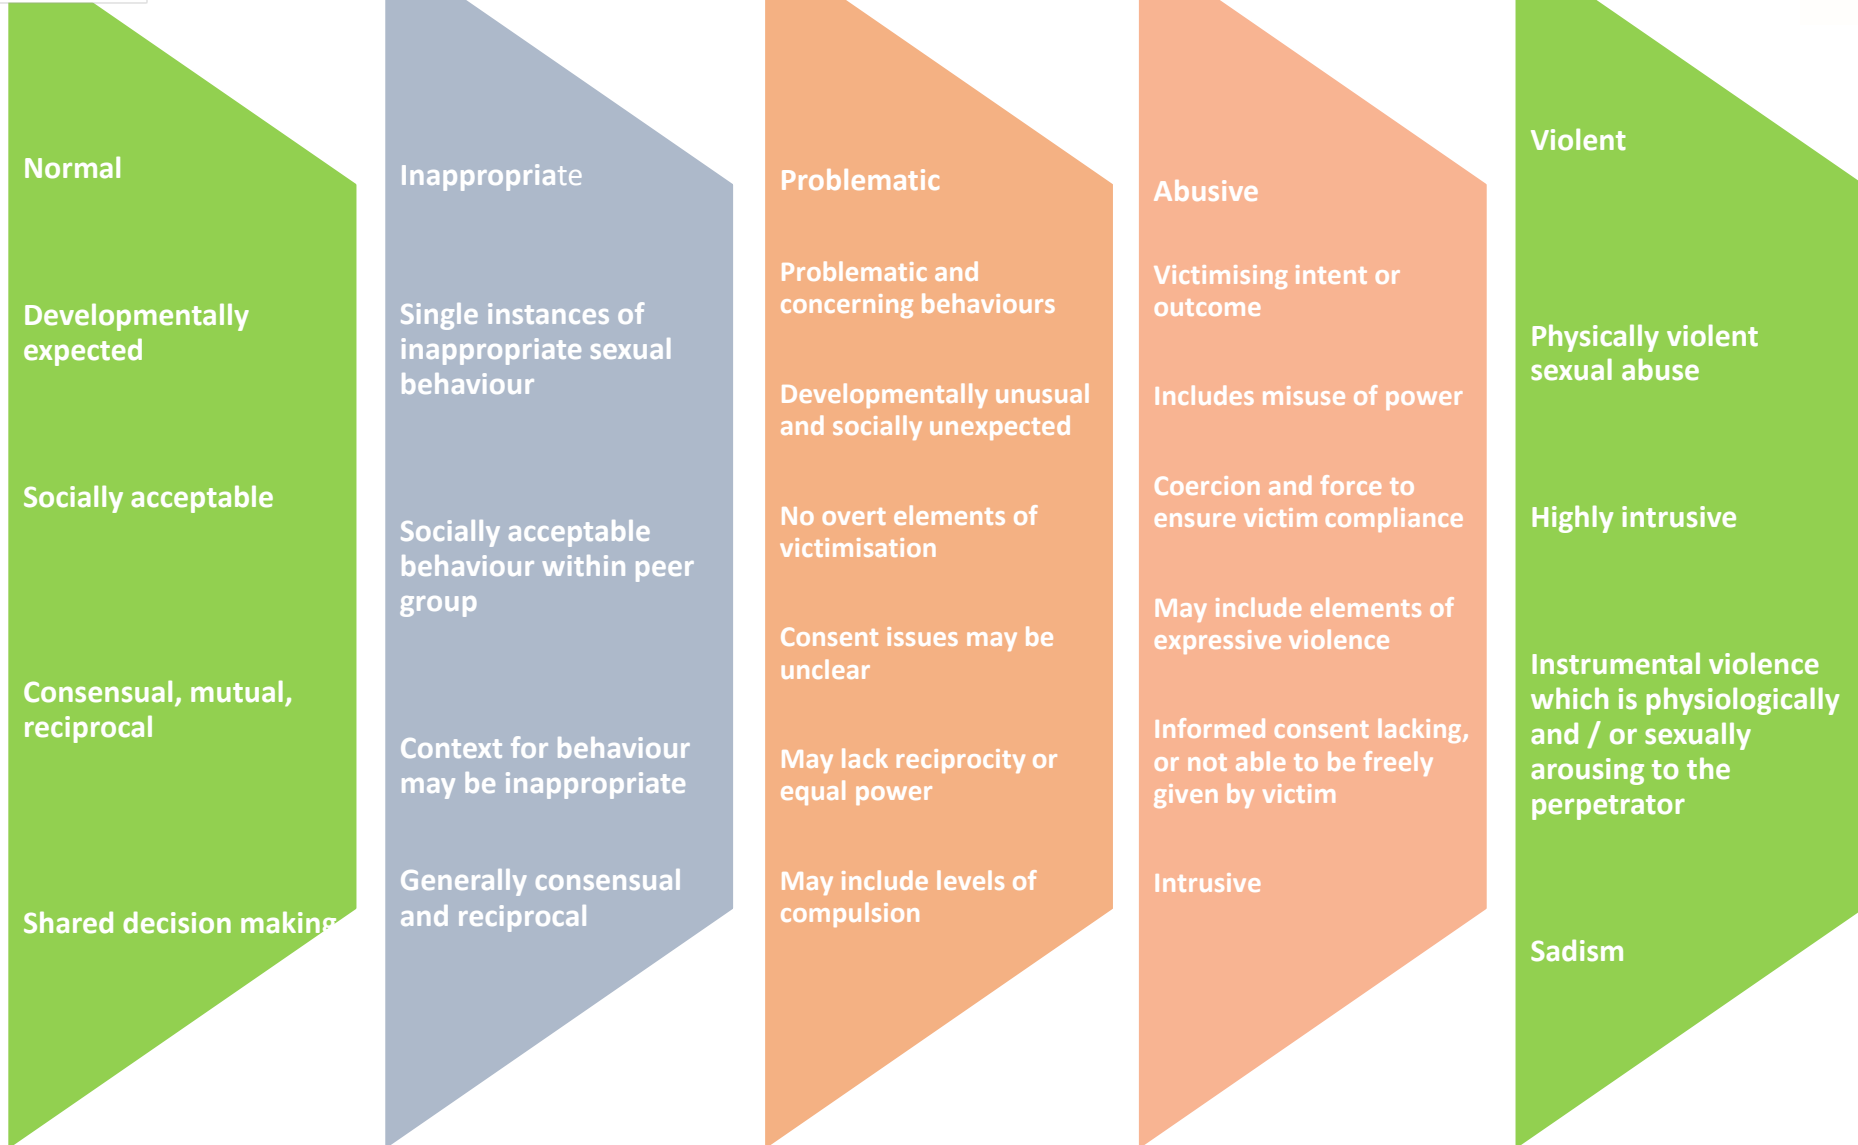 Normal
Developmentally
expected
Socially acceptable
Consensual, mutual,
reciprocal
Shared decision making
Inappropriate
Single instances of
inappropriate sexual
behaviour
Socially acceptable
behaviour within peer
group
Context for behaviour
may be inappropriate
Generally consensual
and reciprocal
Problematic
Problematic and
concerning behaviours
Developmentally unusual
and socially unexpected
No overt elements of
victimisation
Consent issues may be
unclear
May lack reciprocity or
equal power
May include levels of
compulsion
Abusive
Victimising intent or
outcome
Includes misuse of power
Coercion and force to
ensure victim compliance
May include elements of
expressive violence
Informed consent lacking,
or not able to be freely
given by victim
Intrusive
Violent
Physically violent
sexual abuse
Highly intrusive
Instrumental violence
which is physiologically
and / or sexually
arousing to the
perpetrator
Sadism